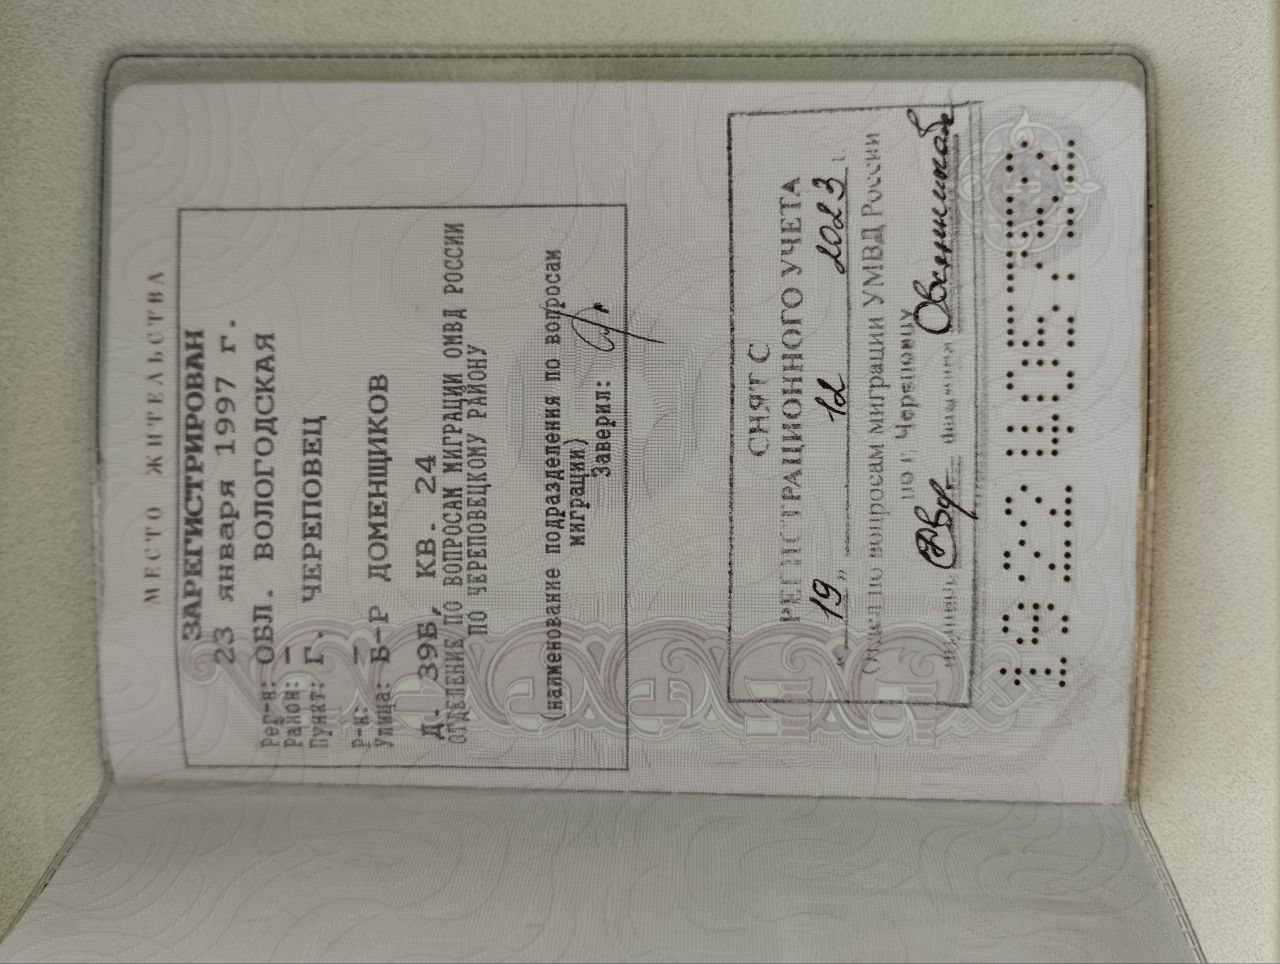 МЕСТО ЖИТЕЛЬСТВА
ЗАРЕГИСТРИРОВАН
23 января 1997 г.
Рег-н: ОБЛ. ВОЛОГОДСКАЯ
Район: —
Пункт: Г. ЧЕРЕПОВЕЦ
Р-н: —
Улица: Б-Р ДОМЕНЩИКОВ
Д. 39Б, КВ. 24
ОТДЕЛЕНИЕ ПО ВОПРОСАМ МИГРАЦИИ ОМВД РОССИИ
ПО ЧЕРЕПОВЕЦКОМУ РАЙОНУ
(наименование подразделения по вопросам
миграции)
Заверил:
СНЯТ С
РЕГИСТРАЦИОННОГО УЧЕТА
"19" 12 2023 г.
Отдел по вопросам миграции УМВД России
по г. Череповцу